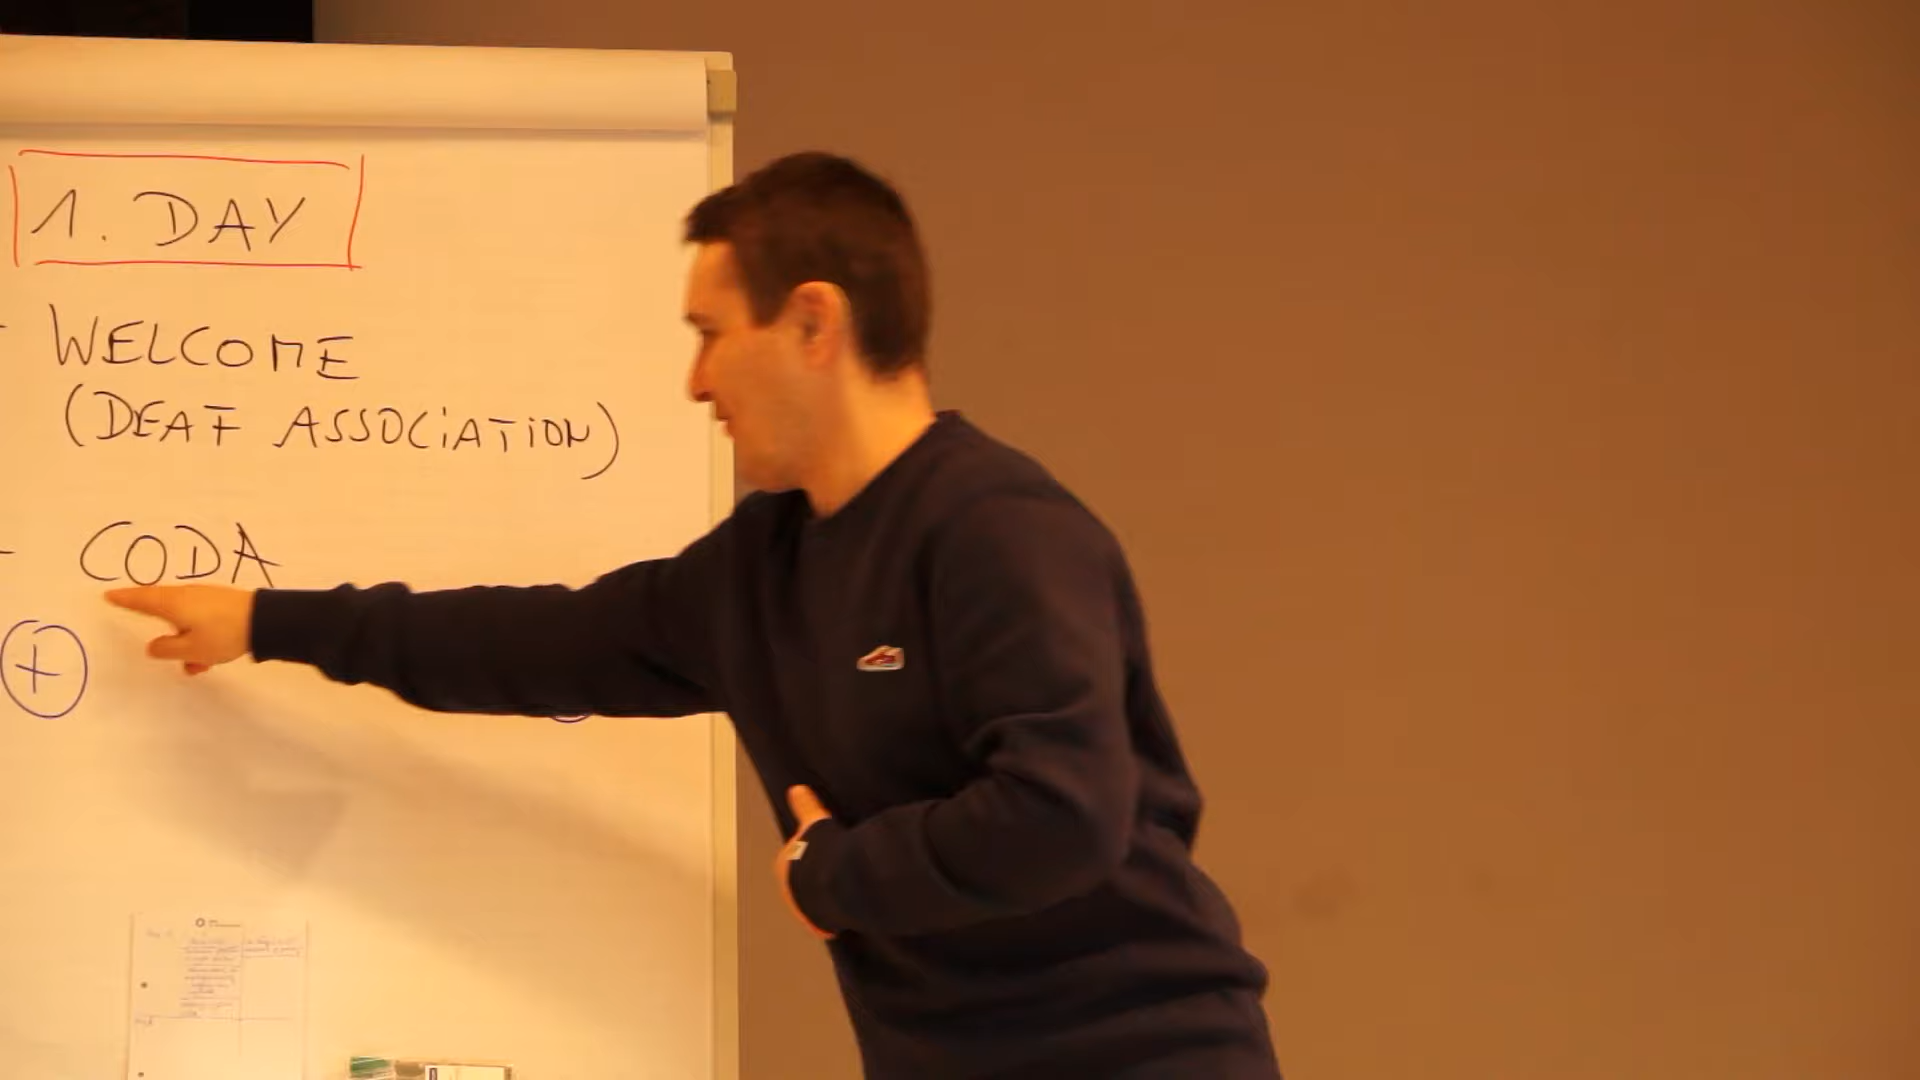 1. DAY
- WELCOME
(DEAF ASSOCiATiON)
- CODA
+